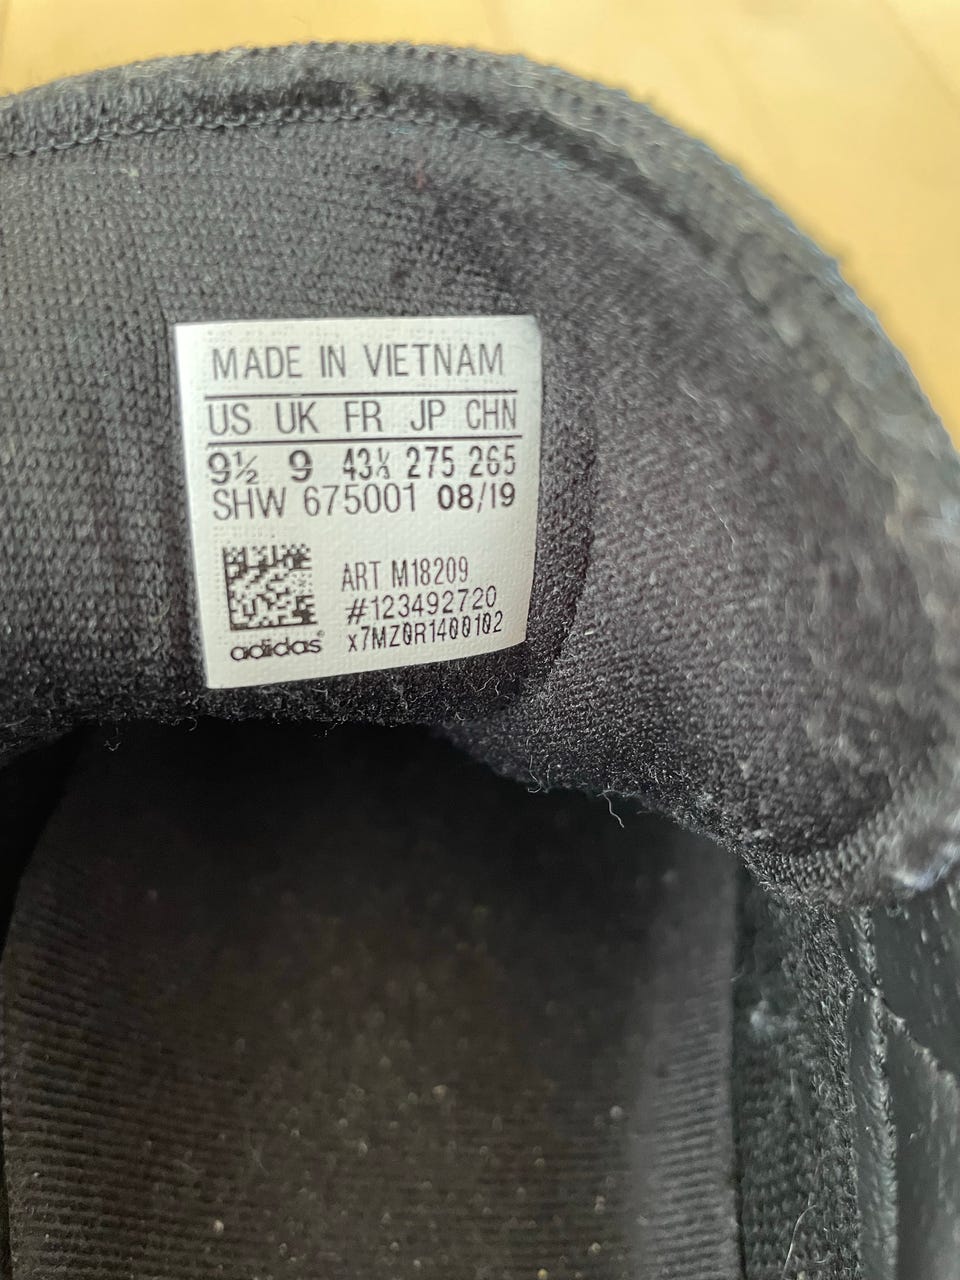 MADE IN VIETNAM
US UK FR JP CHN
9½ 9 43⅓ 275 265
SHW 675001 08/19
ART M18209
#123492720
adidas® x7MZ0R1400102